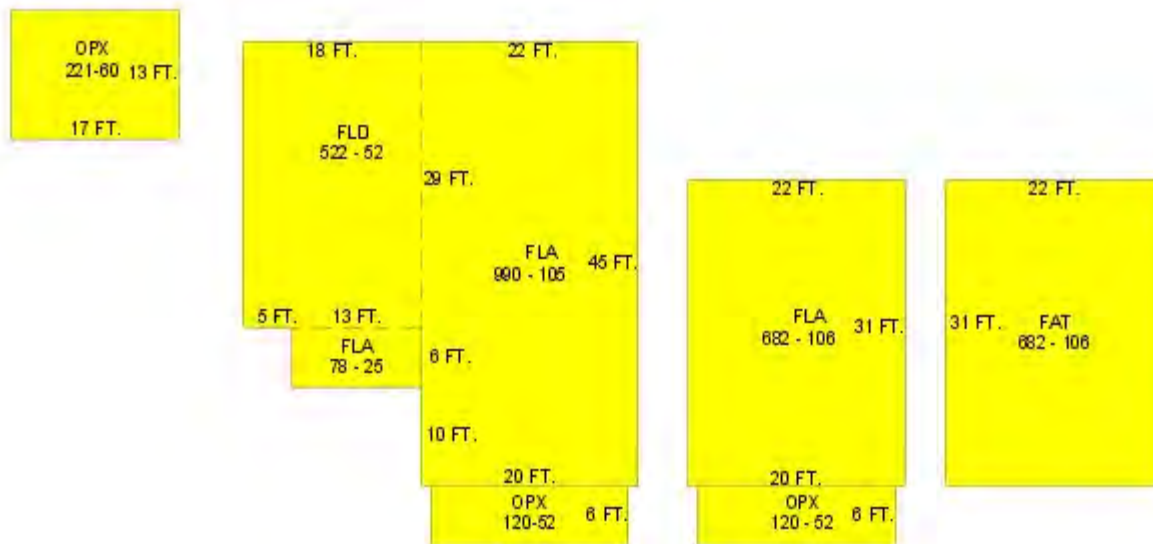 OPX
221-60 13 FT.
17 FT.
18 FT.
22 FT.
FLD
522 - 52
29 FT.
FLA
990 - 105
45 FT.
5 FT.
13 FT.
FLA
78 - 25
6 FT.
10 FT.
20 FT.
OPX
120-52
6 FT.
22 FT.
FLA
682 - 106
31 FT.
20 FT.
OPX
120 - 52
6 FT.
22 FT.
31 FT.
FAT
682 - 106